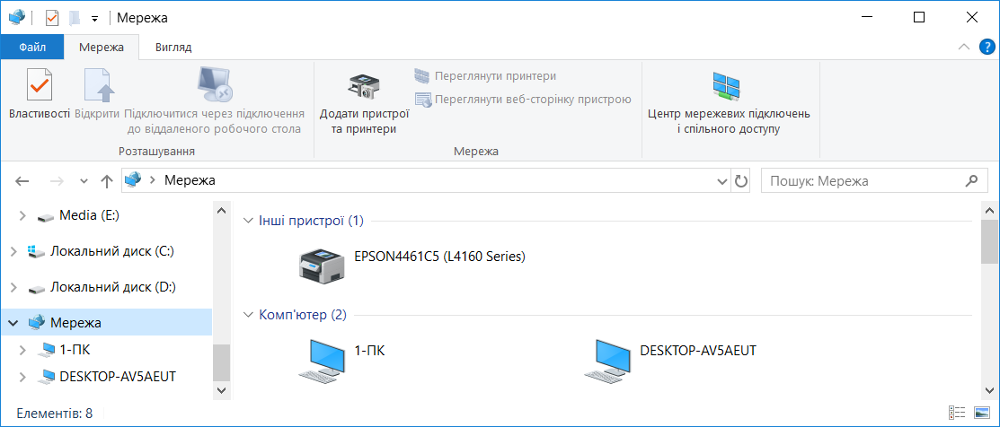 Мережа
Файл
Мережа
Вигляд
?
Властивості
Відкрити
Підключитися через підключення
до віддаленого робочого стола
Розташування
Додати пристрої
та принтери
Переглянути принтери
Переглянути веб-сторінку пристрою
Мережа
Центр мережевих підключень
і спільного доступу
Мережа
Пошук: Мережа
Media (E:)
Локальний диск (C:)
Локальний диск (D:)
Мережа
1-ПК
DESKTOP-AV5AEUT
Інші пристрої (1)
EPSON4461C5 (L4160 Series)
Комп'ютер (2)
1-ПК
DESKTOP-AV5AEUT
Елементів: 8